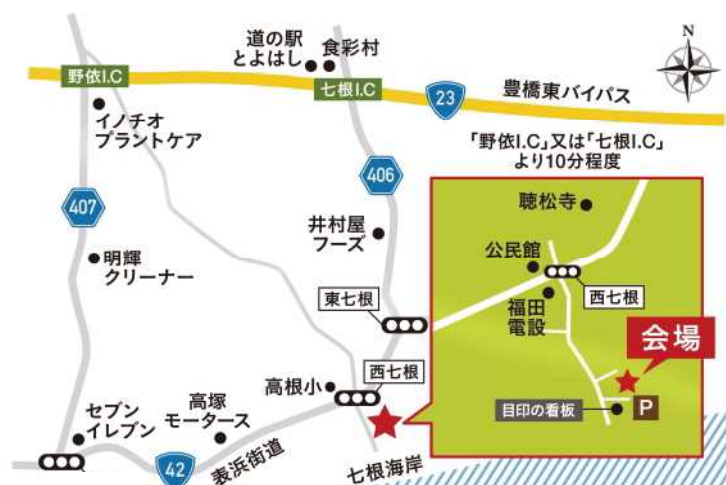 道の駅
とよはし
食彩村
野依I.C
七根I.C
23
豊橋東バイパス
イノチオ
プラントケア
「野依I.C」又は「七根I.C」
より10分程度
406
407
聴松寺
井村屋
フーズ
公民館
明輝
クリーナー
西七根
福田
電設
東七根
会場
西七根
高根小
目印の看板
P
セブン
イレブン
高塚
モータース
42
表浜街道
七根海岸